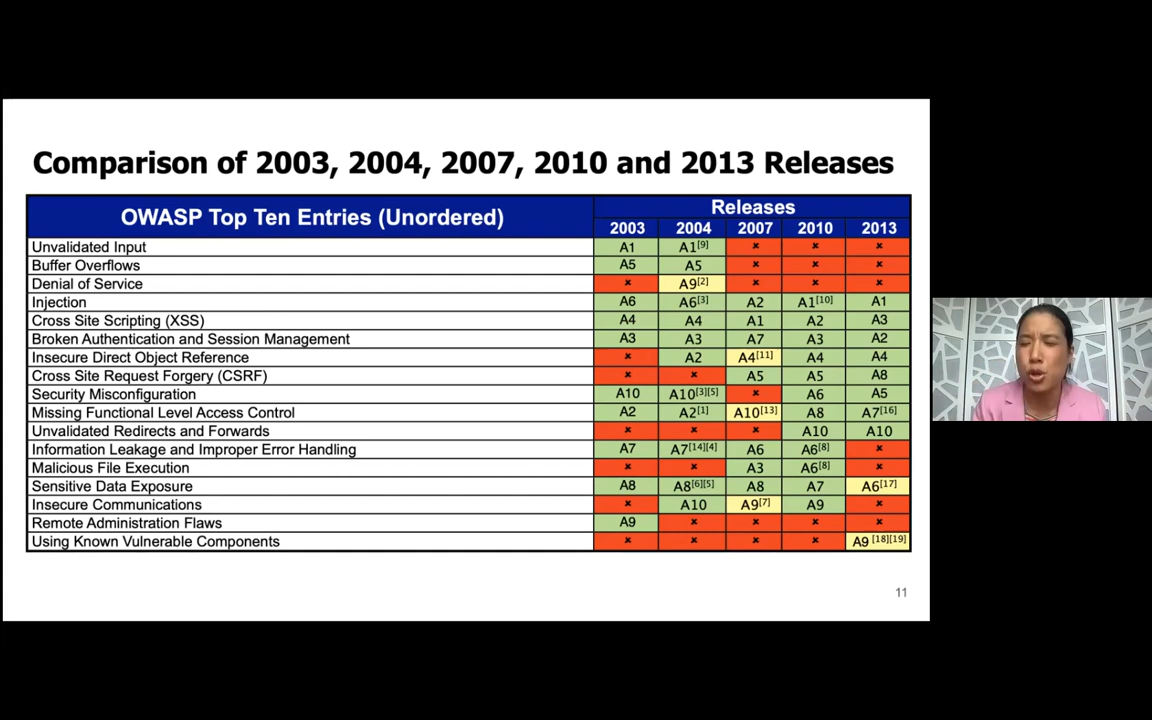 Comparison of 2003, 2004, 2007, 2010 and 2013 Releases
OWASP Top Ten Entries (Unordered)
Releases
2003 2004 2007 2010 2013
Unvalidated Input A1 A1[9] × × ×
Buffer Overflows A5 A5 × × ×
Denial of Service × A9[2] × × ×
Injection A6 A6[3] A2 A1[10] A1
Cross Site Scripting (XSS) A4 A4 A1 A2 A3
Broken Authentication and Session Management A3 A3 A7 A3 A2
Insecure Direct Object Reference × A2 A4[11] A4 A4
Cross Site Request Forgery (CSRF) × × A5 A5 A8
Security Misconfiguration A10 A10[3][5] × A6 A5
Missing Functional Level Access Control A2 A2[1] A10[13] A8 A7[16]
Unvalidated Redirects and Forwards × × × A10 A10
Information Leakage and Improper Error Handling A7 A7[14][4] A6 A6[8] ×
Malicious File Execution × × A3 A6[8] ×
Sensitive Data Exposure A8 A8[6][5] A8 A7 A6[17]
Insecure Communications × A10 A9[7] A9 ×
Remote Administration Flaws A9 × × × ×
Using Known Vulnerable Components × × × × A9 [18][19]
11